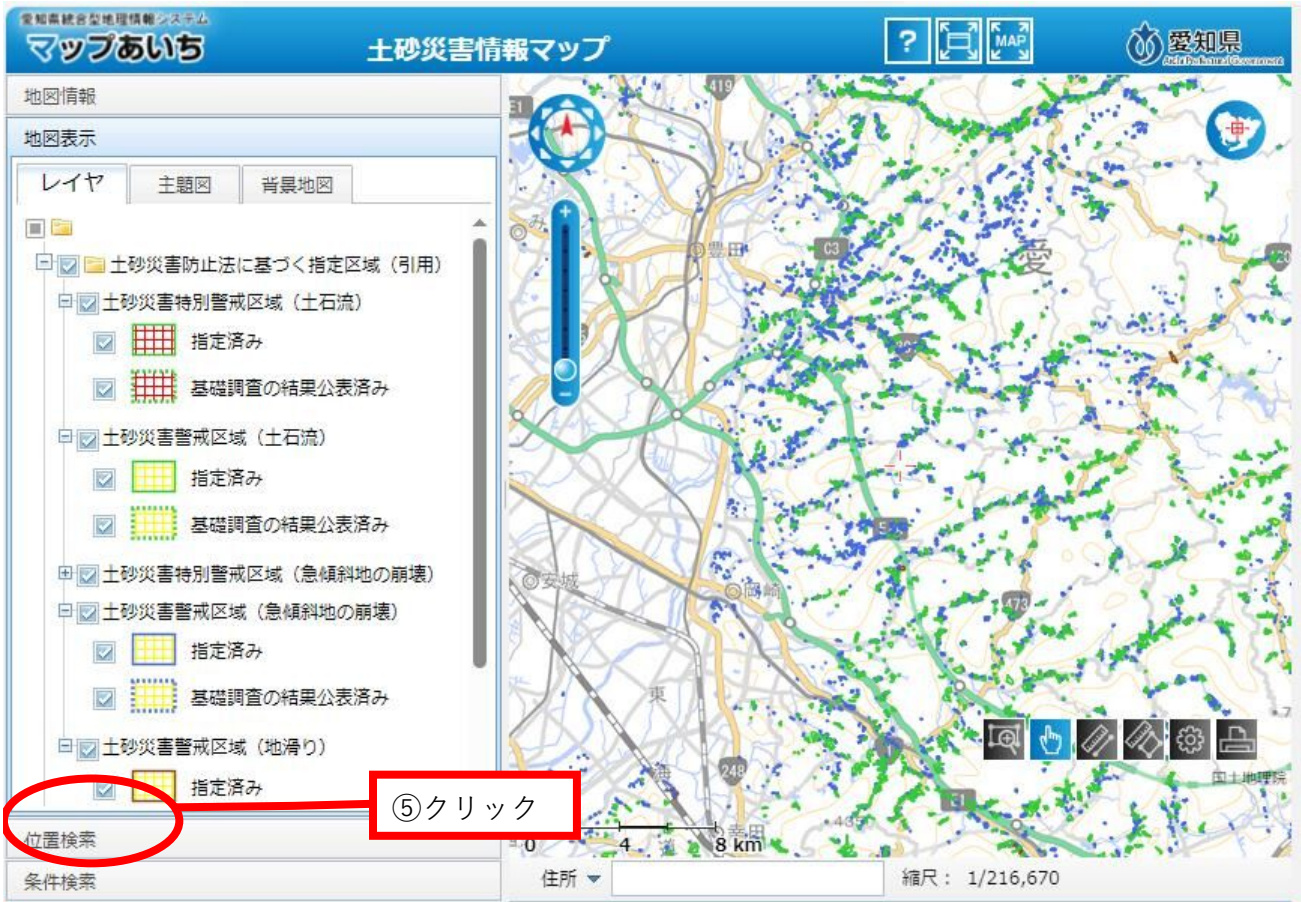 愛知県統合型地理情報システム
マップあいち
土砂災害情報マップ
?
MAP
愛知県
Aichi Prefectural Government
地図情報
地図表示
レイヤ
主題図
背景地図
土砂災害防止法に基づく指定区域（引用）
土砂災害特別警戒区域（土石流）
指定済み
基礎調査の結果公表済み
土砂災害警戒区域（土石流）
指定済み
基礎調査の結果公表済み
土砂災害特別警戒区域（急傾斜地の崩壊）
土砂災害警戒区域（急傾斜地の崩壊）
指定済み
基礎調査の結果公表済み
土砂災害警戒区域（地滑り）
指定済み
⑤クリック
位置検索
条件検索
E1
419
み
豊田
C3
愛
安城
岡崎
473
東
海
道
248
E1
幸田
国土地理院
0 4 8 km
住所
縮尺： 1/216,670